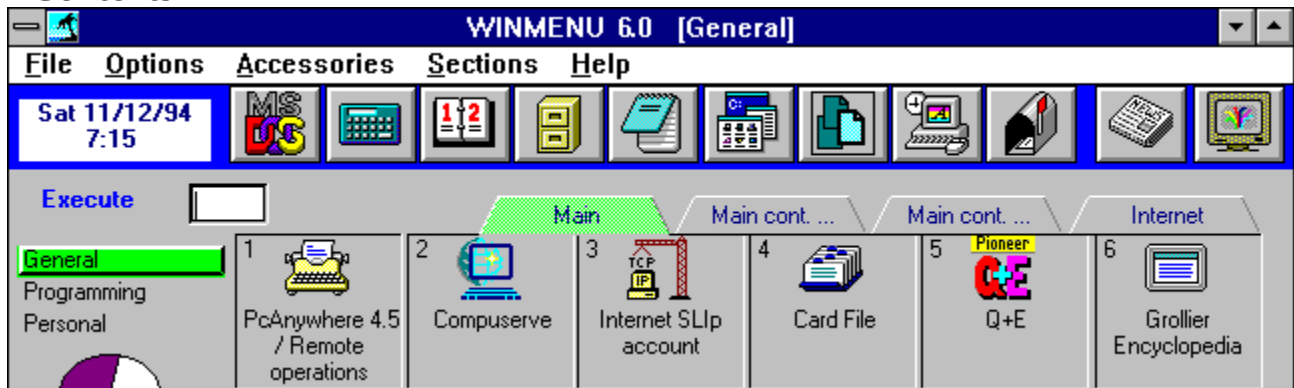 WINMENU 6.0 [General]
File Options Accessories Sections Help
Sat 11/12/94
7:15
MS
DOS
1 2
C:
NEWS
Execute
Main
Main cont. ...
Main cont. ...
Internet
General
Programming
Personal
1
PcAnywhere 4.5
/ Remote
operations
2
Compuserve
3
TCP
IP
Internet SLIp
account
4
Card File
5
Pioneer
Q+E
Q+E
6
Grollier
Encyclopedia